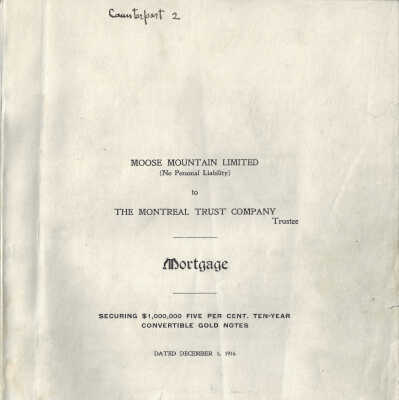 Counterpart 2
MOOSE MOUNTAIN LIMITED
(No Personal Liability)
to
THE MONTREAL TRUST COMPANY
Trustee
Mortgage
SECURING $1,000,000 FIVE PER CENT. TEN-YEAR
CONVERTIBLE GOLD NOTES
DATED DECEMBER 1, 1916